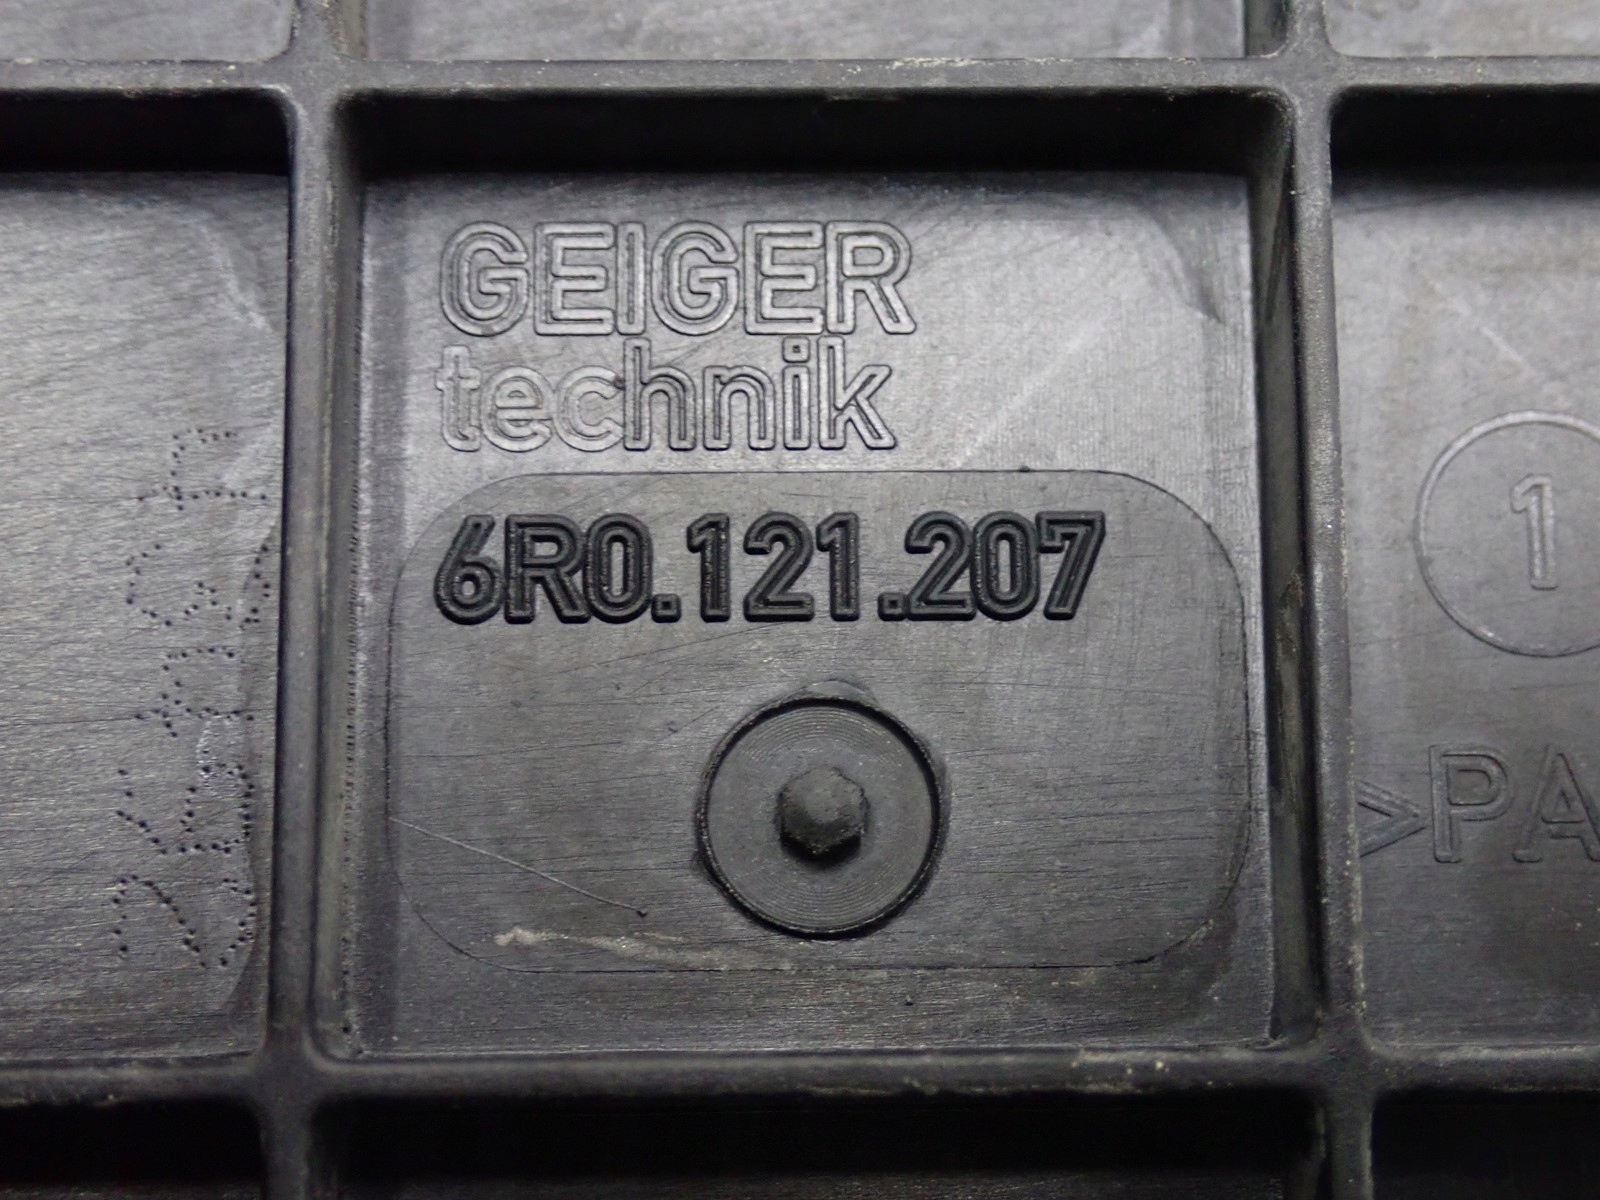 GEIGER
technik
6R0.121.207
1
>PA